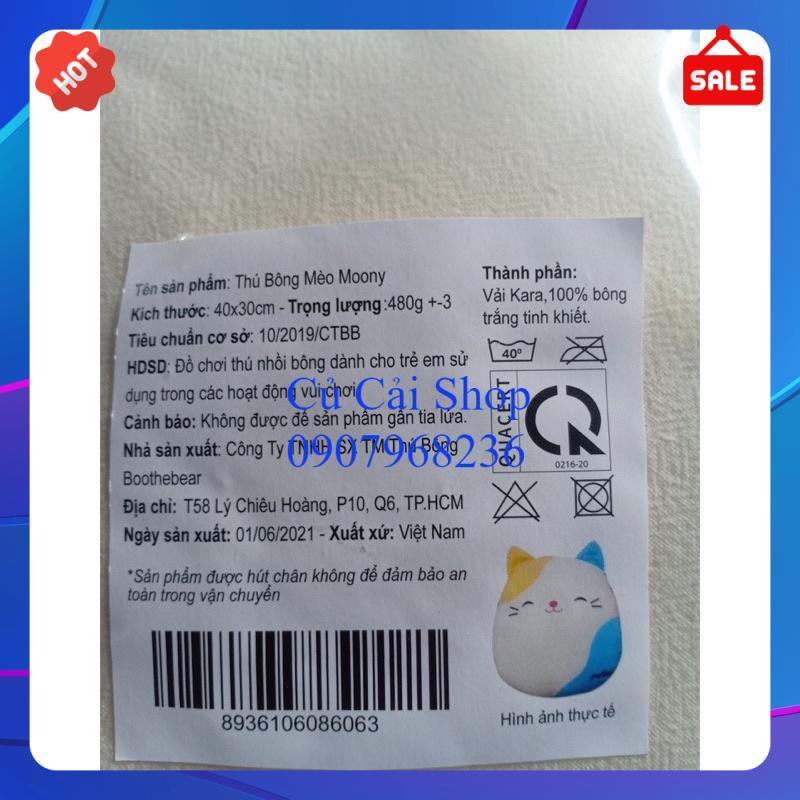 HOT
SALE
Tên sản phẩm: Thú Bông Mèo Moony
Kích thước: 40x30cm - Trọng lượng:480g +-3
Tiêu chuẩn cơ sở: 10/2019/CTBB
HDSD: Đồ chơi thú nhồi bông dành cho trẻ em sử
dụng trong các hoạt động vui chơi
Cảnh báo: Không được để sản phẩm gần tia lửa.
Nhà sản xuất: Công Ty TNHH SX TM Thú Bông
Boothebear
Địa chỉ: T58 Lý Chiêu Hoàng, P10, Q6, TP.HCM
Ngày sản xuất: 01/06/2021 - Xuất xứ: Việt Nam
*Sản phẩm được hút chân không để đảm bảo an
toàn trong vận chuyển
8936106086063
Thành phần:
Vải Kara,100% bông
trắng tinh khiết.
40°
QUACERT
0216-20
Hình ảnh thực tế
Củ Cải Shop
0907968236